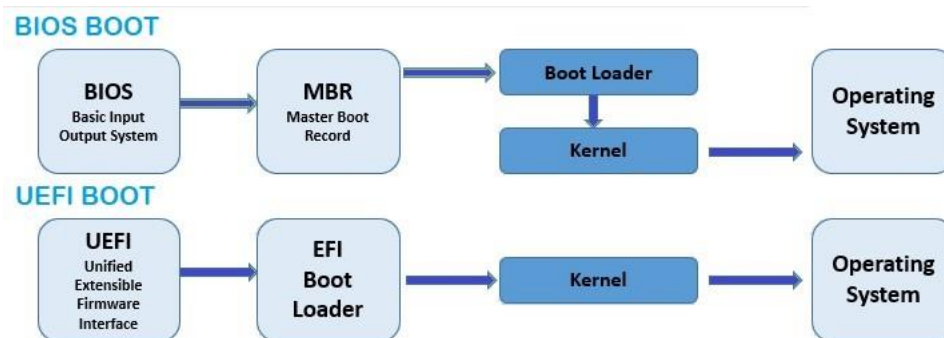 BIOS BOOT
BIOS
Basic Input
Output System
MBR
Master Boot
Record
Boot Loader
Kernel
Operating
System
UEFI BOOT
UEFI
Unified
Extensible
Firmware
Interface
EFI
Boot
Loader
Kernel
Operating
System